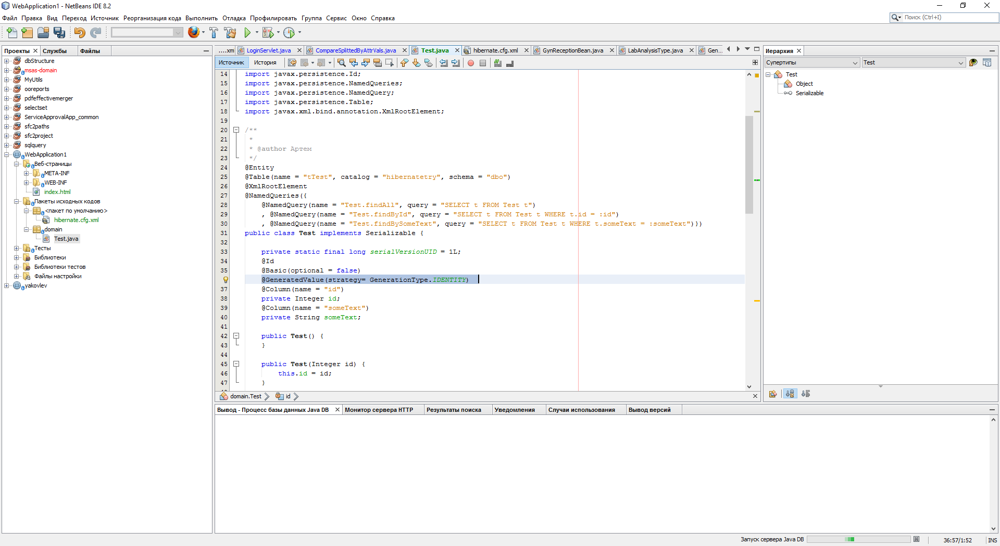 WebApplication1 - NetBeans IDE 8.2
Файл Правка Вид Переход Источник Реорганизация кода Выполнить Отладка Профилировать Группа Сервис Окно Справка
Поиск (Ctrl+I)
Проекты Службы Файлы
dbStructure
msas-domain
MyUtils
ooreports
pdfeffectivemerger
selectset
ServiceApprovalApp_common
sfc2paths
sfc2project
sqlquery
WebApplication1
Веб-страницы
META-INF
WEB-INF
index.html
Пакеты исходных кодов
<пакет по умолчанию>
hibernate.cfg.xml
domain
Test.java
Тесты
Библиотеки
Библиотеки тестов
Файлы настройки
yakovlev
....xm LoginServlet.java CompareSplittedByAttrVals.java Test.java hibernate.cfg.xml GynReceptionBean.java LabAnalysisType.java Gen...
Источник История
14 import javax.persistence.Id;
15 import javax.persistence.NamedQueries;
16 import javax.persistence.NamedQuery;
17 import javax.persistence.Table;
18 import javax.xml.bind.annotation.XmlRootElement;
19
20 /**
21 *
22 * @author Артем
23 */
24 @Entity
25 @Table(name = "tTest", catalog = "hibernatetry", schema = "dbo")
26 @XmlRootElement
27 @NamedQueries({
28 @NamedQuery(name = "Test.findAll", query = "SELECT t FROM Test t")
29 , @NamedQuery(name = "Test.findById", query = "SELECT t FROM Test t WHERE t.id = :id")
30 , @NamedQuery(name = "Test.findBySomeText", query = "SELECT t FROM Test t WHERE t.someText = :someText")})
31 public class Test implements Serializable {
32
33 private static final long serialVersionUID = 1L;
34 @Id
35 @Basic(optional = false)
@GeneratedValue(strategy= GenerationType.IDENTITY)
37 @Column(name = "id")
38 private Integer id;
39 @Column(name = "someText")
40 private String someText;
41
42 public Test() {
43 }
44
45 public Test(Integer id) {
46 this.id = id;
47 }
domain.Test id
Иерархия
Супертипы Test
Test
Object
Serializable
Вывод - Процесс базы данных Java DB Монитор сервера HTTP Результаты поиска Уведомления Случаи использования Вывод версий
Запуск сервера Java DB 36:57/1:52 INS